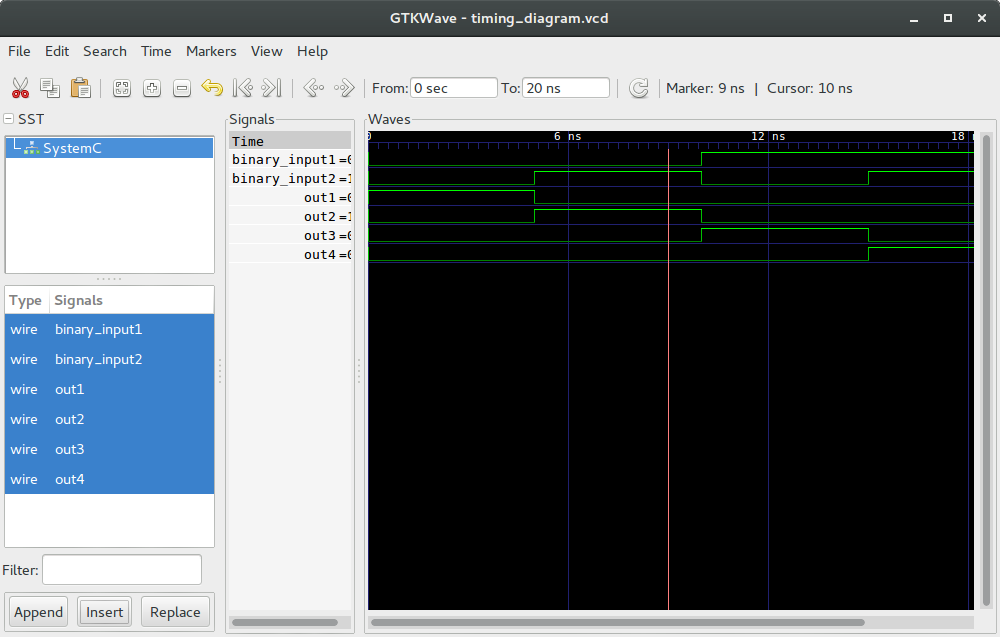 GTKWave - timing_diagram.vcd
File Edit Search Time Markers View Help
From: 0 sec To: 20 ns Marker: 9 ns | Cursor: 10 ns
SST
SystemC
Type Signals
wire binary_input1
wire binary_input2
wire out1
wire out2
wire out3
wire out4
Filter:
Append Insert Replace
Signals
Time
binary_input1=0
binary_input2=1
out1=0
out2=1
out3=0
out4=0
Waves
0 6 ns 12 ns 18